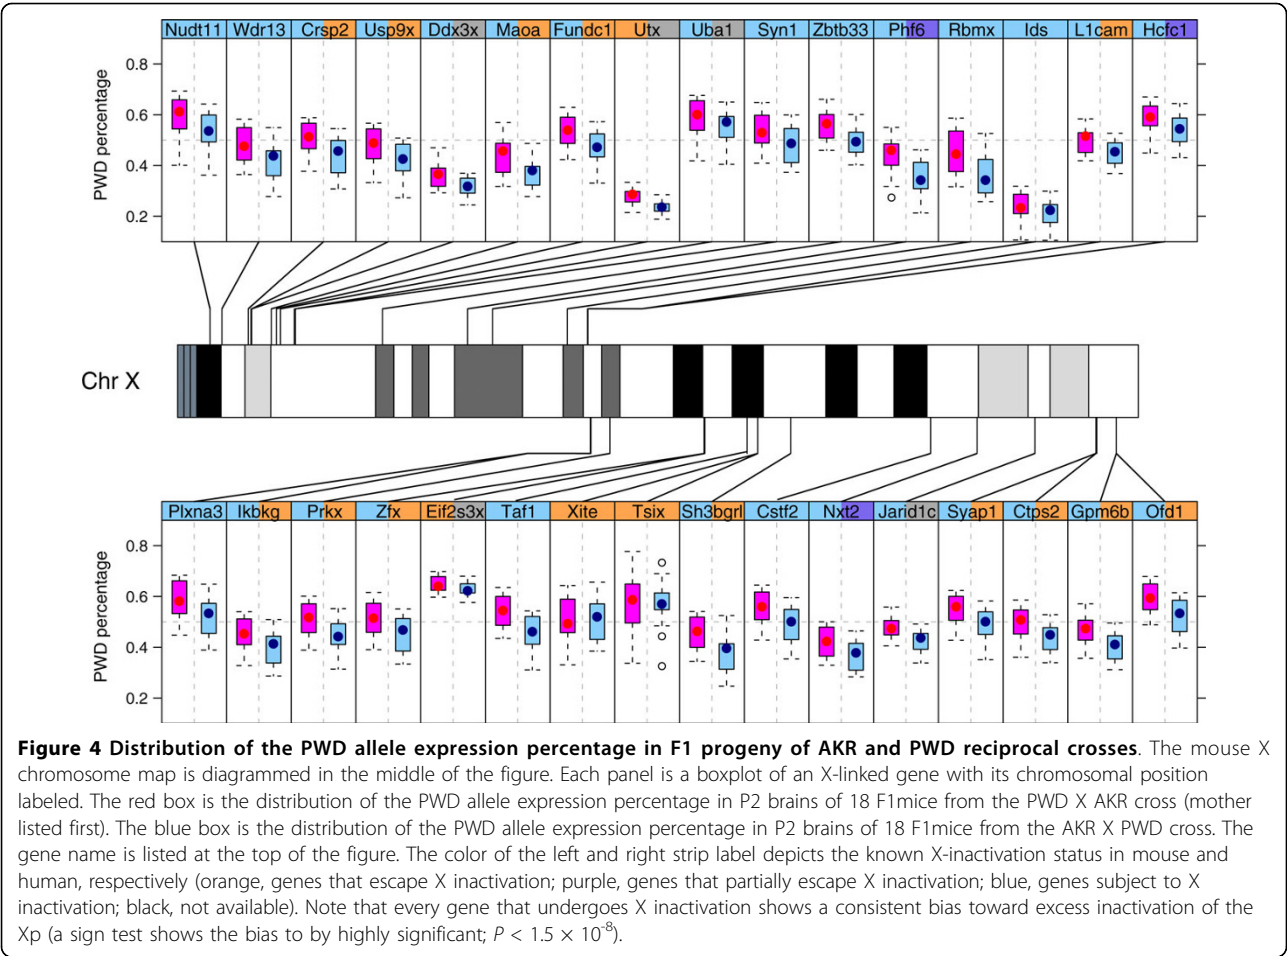 Nudt11 Wdr13 Crsp2 Usp9x Ddx3x Maoa Fundc1 Utx Uba1 Syn1 Zbtb33 Phf6 Rbmx Ids L1cam Hcfc1
PWD percentage
0.8
0.6
0.4
0.2
Chr X
Plxna3 Ikbkg Prkx Zfx Eif2s3x Taf1 Xite Tsix Sh3bgrl Cstf2 Nxt2 Jarid1c Syap1 Ctps2 Gpm6b Ofd1
PWD percentage
0.8
0.6
0.4
0.2
Figure 4 Distribution of the PWD allele expression percentage in F1 progeny of AKR and PWD reciprocal crosses. The mouse X
chromosome map is diagrammed in the middle of the figure. Each panel is a boxplot of an X-linked gene with its chromosomal position
labeled. The red box is the distribution of the PWD allele expression percentage in P2 brains of 18 F1mice from the PWD X AKR cross (mother
listed first). The blue box is the distribution of the PWD allele expression percentage in P2 brains of 18 F1mice from the AKR X PWD cross. The
gene name is listed at the top of the figure. The color of the left and right strip label depicts the known X-inactivation status in mouse and
human, respectively (orange, genes that escape X inactivation; purple, genes that partially escape X inactivation; blue, genes subject to X
inactivation; black, not available). Note that every gene that undergoes X inactivation shows a consistent bias toward excess inactivation of the
Xp (a sign test shows the bias to by highly significant; P < 1.5 × 10⁻⁸).